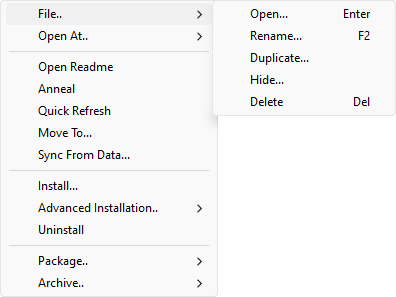 File..
Open At..
Open Readme
Anneal
Quick Refresh
Move To...
Sync From Data...
Install...
Advanced Installation..
Uninstall
Package..
Archive..
Open... Enter
Rename... F2
Duplicate...
Hide...
Delete Del